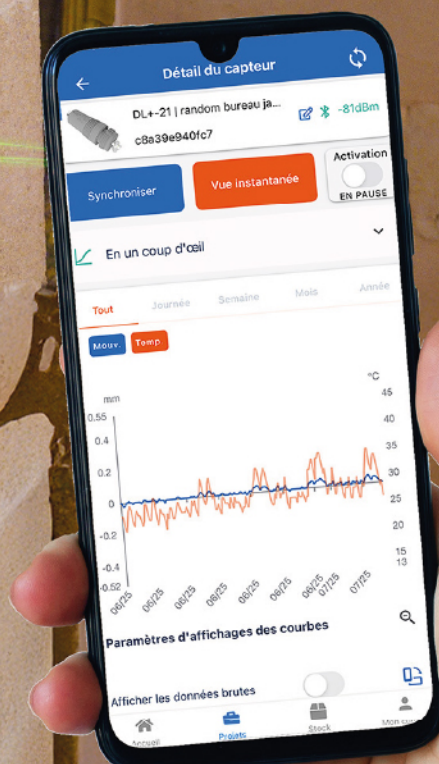 Détail du capteur
DL+-21 | random bureau ja...
-81dBm
c8a39e940fc7
Synchroniser
Vue instantanée
Activation
EN PAUSE
En un coup d'œil
Tout Journée Semaine Mois Année
Mouv. Temp
mm °C
0.55 45
0.4 40
0.2 35
0 30
-0.2 25
-0.4 20
-0.52 15
13
06/25 06/25 06/25 06/25 06/25 06/25 06/25 07/25 07/25
Paramètres d'affichages des courbes
Afficher les données brutes
Accueil Projets Stock